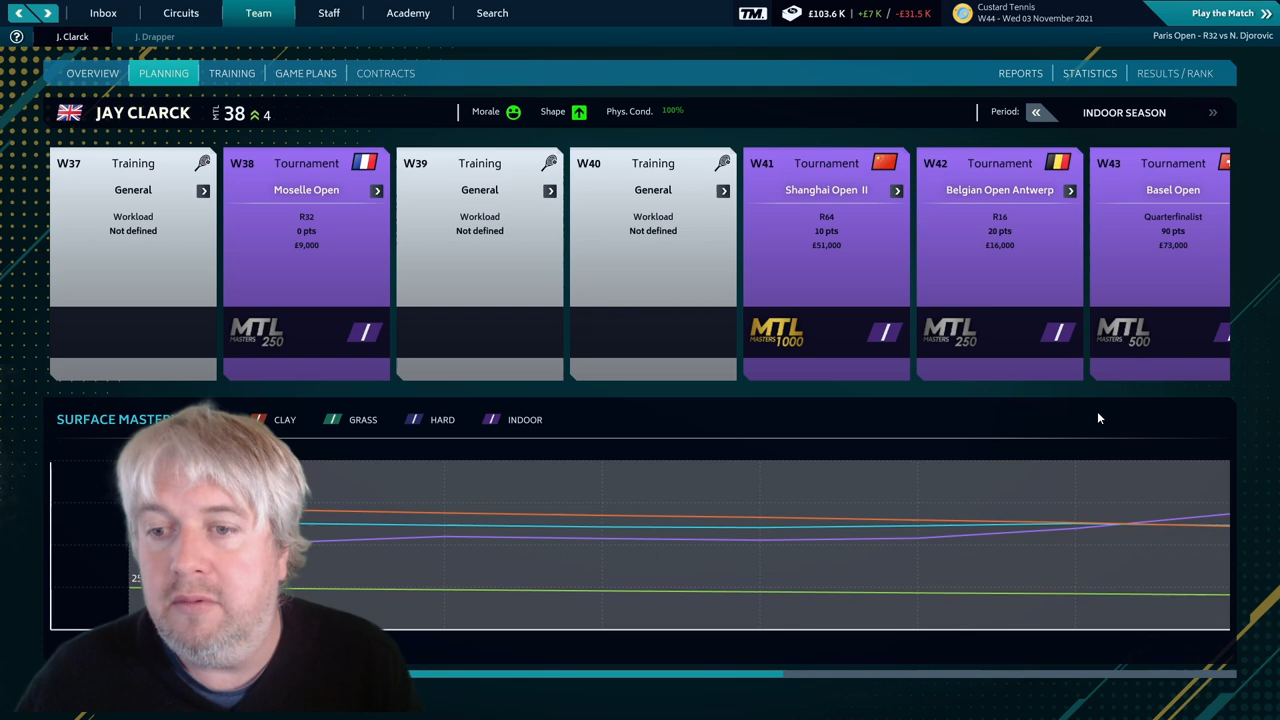 Inbox
Circuits
Team
Staff
Academy
Search
TM.
£103.6 K | +£7 K / -£31.5 K
Custard Tennis
W44 - Wed 03 November 2021
Play the Match
J. Clarck
J. Drapper
Paris Open - R32 vs N. Djorovic
OVERVIEW
PLANNING
TRAINING
GAME PLANS
CONTRACTS
REPORTS
STATISTICS
RESULTS / RANK
JAY CLARCK
MTL 38 4
Morale
Shape
Phys. Cond. 100%
Period:
INDOOR SEASON
W37 Training
General
Workload
Not defined
W38 Tournament
Moselle Open
R32
0 pts
£9,000
MTL
MASTERS 250
W39 Training
General
Workload
Not defined
W40 Training
General
Workload
Not defined
W41 Tournament
Shanghai Open II
R64
10 pts
£51,000
MTL
MASTERS 1000
W42 Tournament
Belgian Open Antwerp
R16
20 pts
£16,000
MTL
MASTERS 250
W43 Tournament
Basel Open
Quarterfinalist
90 pts
£73,000
MTL
MASTERS 500
CLAY
GRASS
HARD
INDOOR